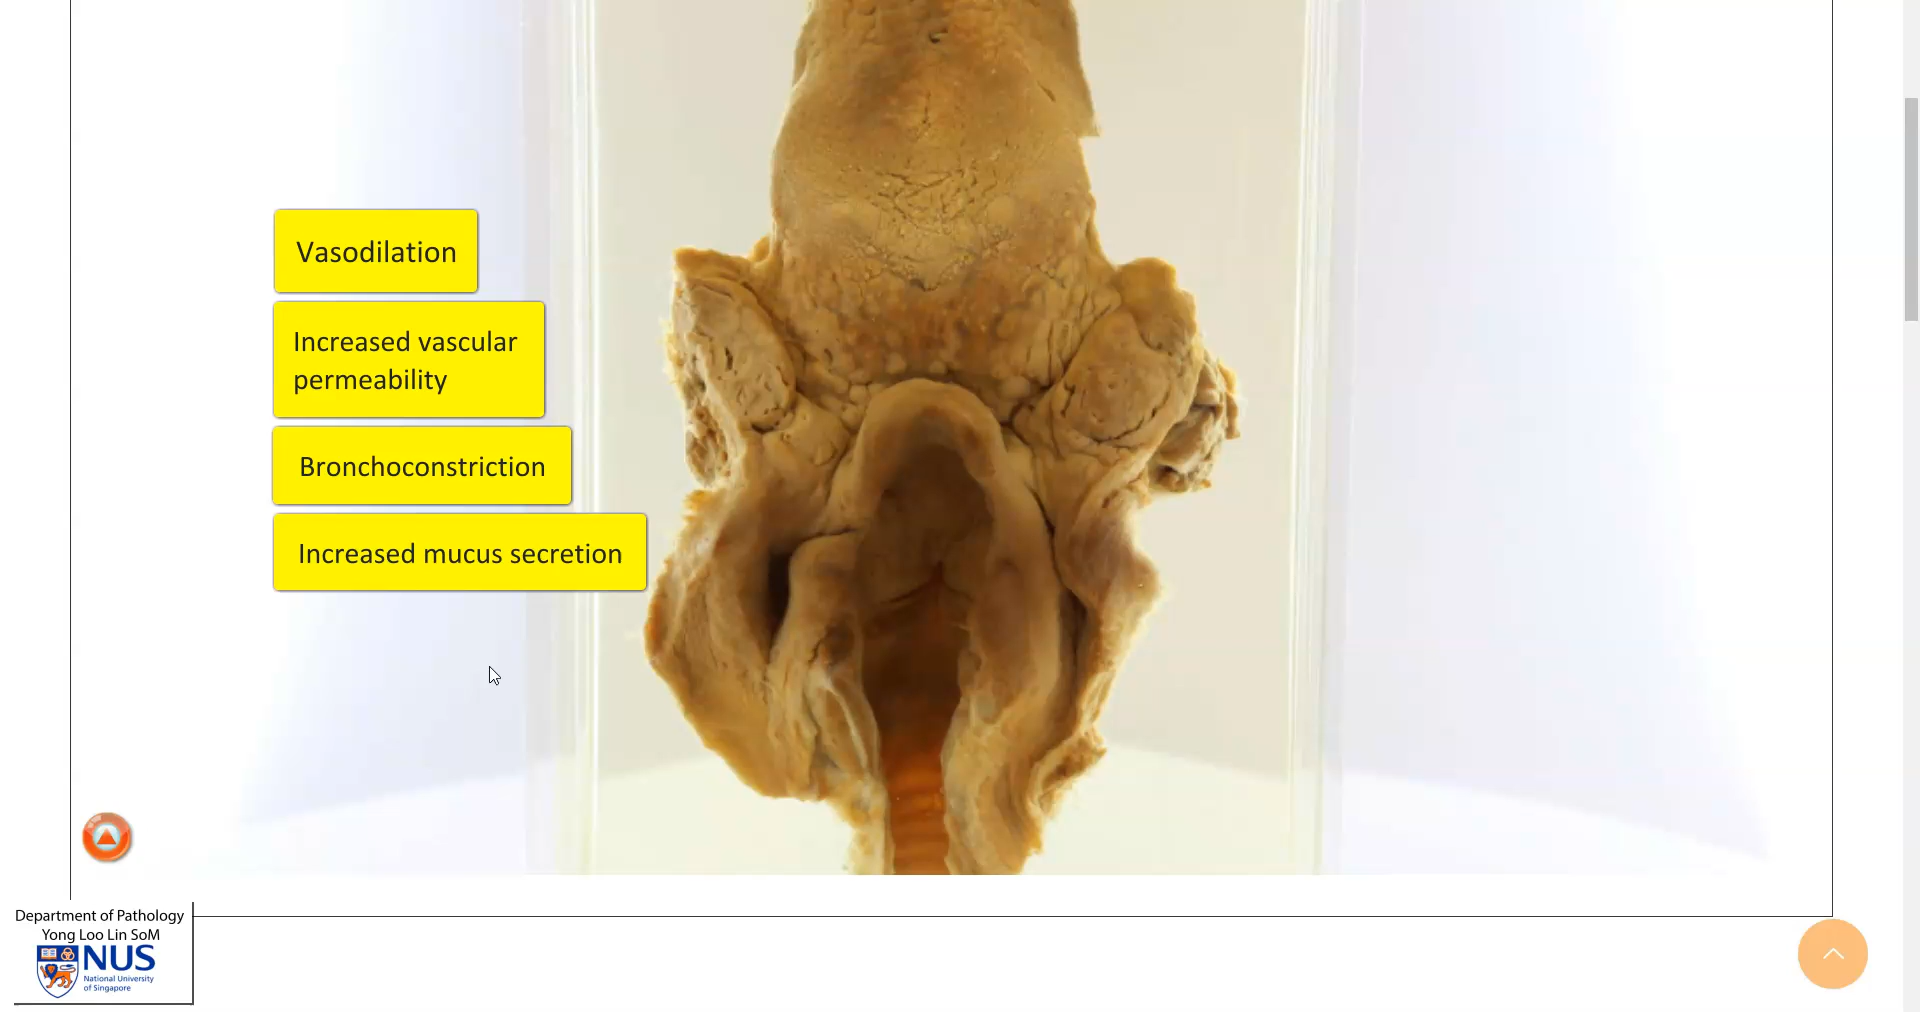 Vasodilation
Increased vascular
permeability
Bronchoconstriction
Increased mucus secretion
Department of Pathology
Yong Loo Lin SoM
NUS
National University
of Singapore